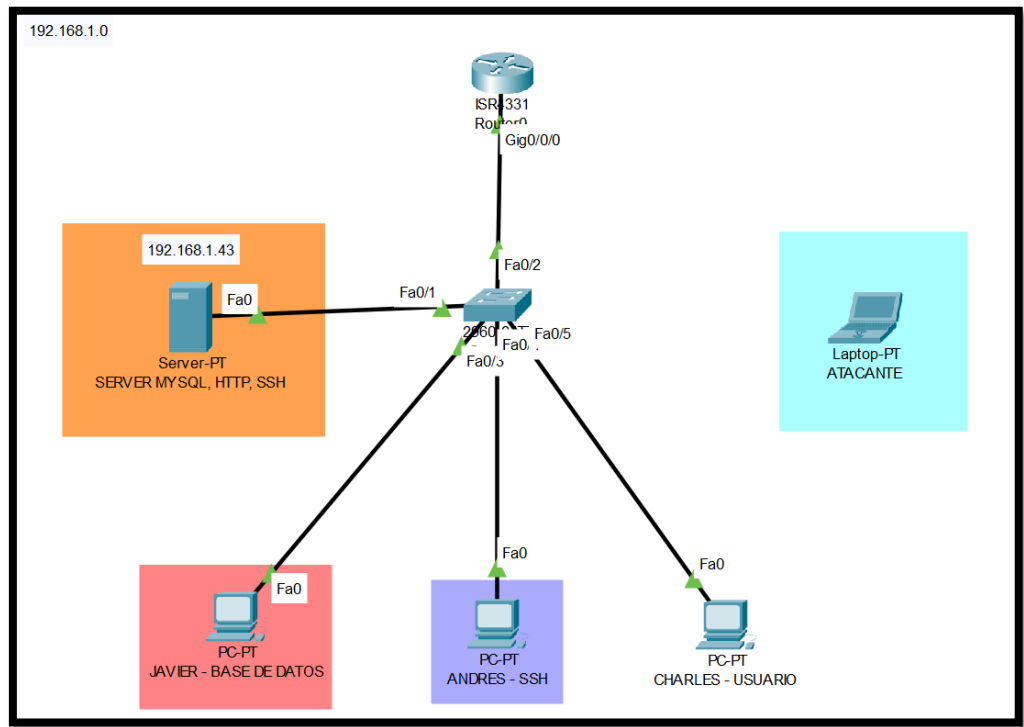 192.168.1.0
ISR4331
Router0
Gig0/0/0
192.168.1.43
Fa0/2
Fa0
Fa0/1
Fa0/5
Fa0/3
Server-PT
SERVER MYSQL, HTTP, SSH
Laptop-PT
ATACANTE
Fa0
Fa0
Fa0
PC-PT
JAVIER - BASE DE DATOS
PC-PT
ANDRES - SSH
PC-PT
CHARLES - USUARIO